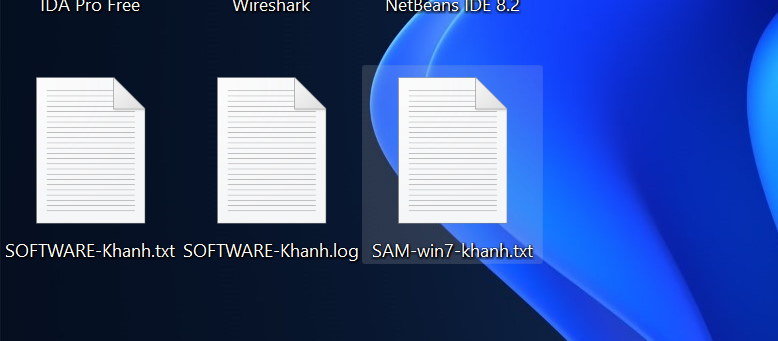 IDA Pro Free
Wireshark
NetBeans IDE 8.2
SOFTWARE-Khanh.txt
SOFTWARE-Khanh.log
SAM-win7-khanh.txt